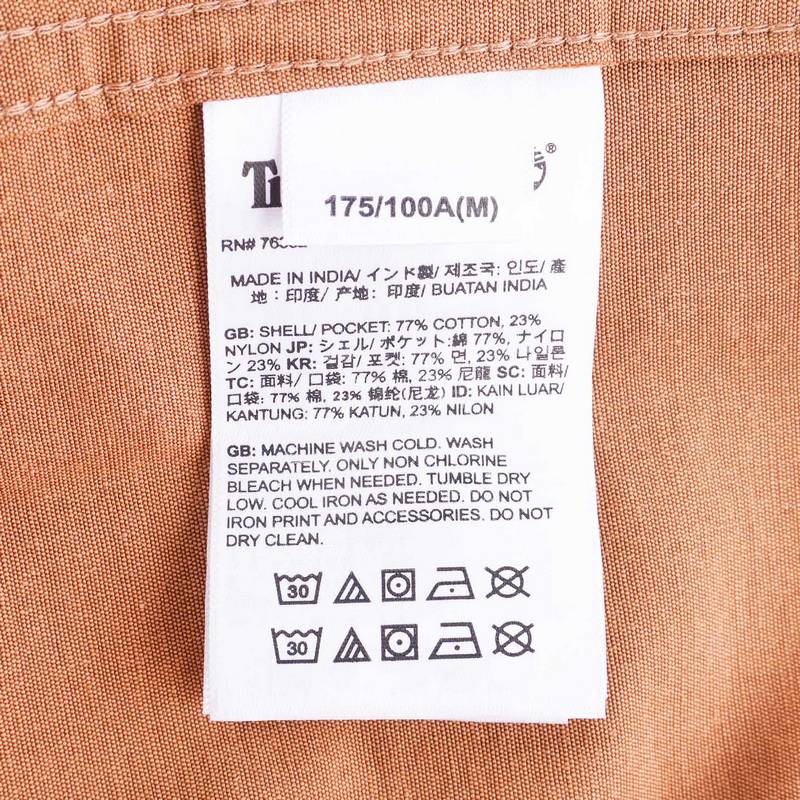 ®
175/100A(M)
RN#
MADE IN INDIA/ インド製/ 제조국: 인도/ 產
地：印度/ 产地: 印度/ BUATAN INDIA
GB: SHELL/ POCKET: 77% COTTON, 23%
NYLON JP: シェル/ ポケット:綿 77%, ナイロ
ン 23% KR: 겉감/ 포켓: 77% 면, 23% 나일론
TC: 面料/ 口袋: 77% 棉, 23% 尼龍 SC: 面料/
口袋: 77% 棉, 23% 锦纶(尼龙) ID: KAIN LUAR/
KANTUNG: 77% KATUN, 23% NILON
GB: MACHINE WASH COLD. WASH
SEPARATELY. ONLY NON CHLORINE
BLEACH WHEN NEEDED. TUMBLE DRY
LOW. COOL IRON AS NEEDED. DO NOT
IRON PRINT AND ACCESSORIES. DO NOT
DRY CLEAN.
30
30